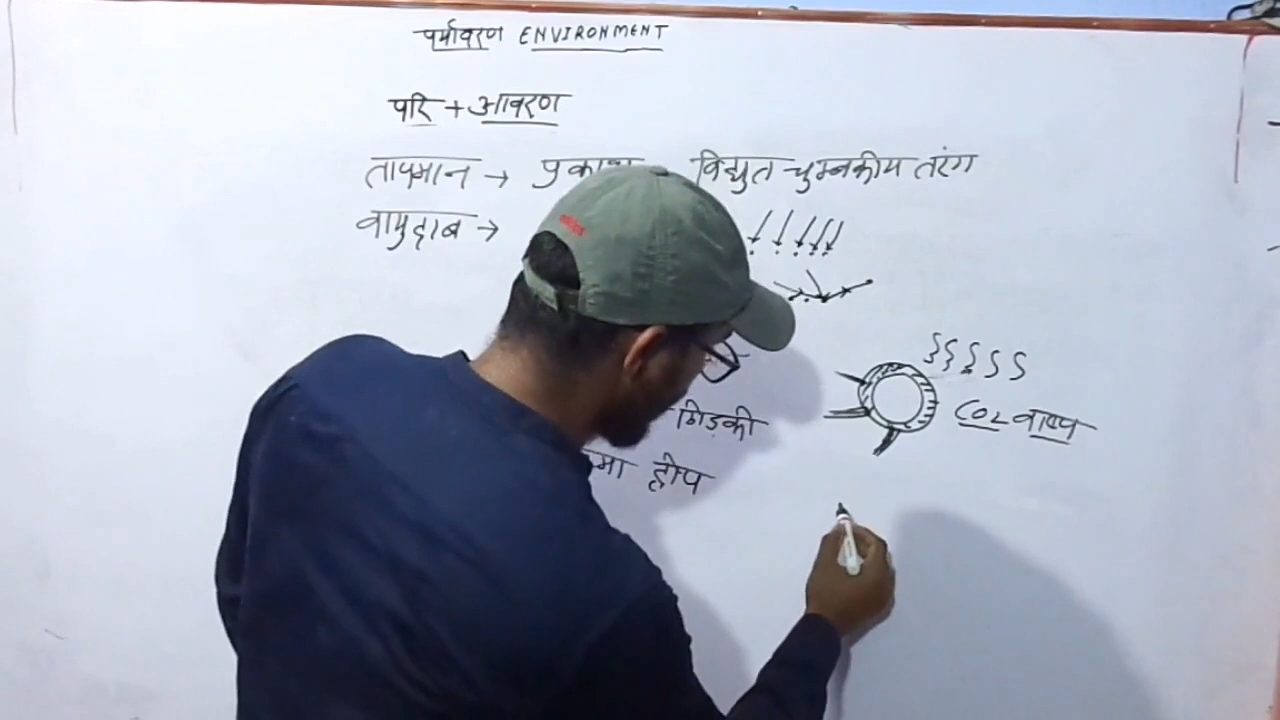 पर्यावरण ENVIRONMENT
परि + आवरण
तापमान → विद्युत चुम्बकीय तरंग
वायुदाब →
CO2 वाष्प
खिड़की